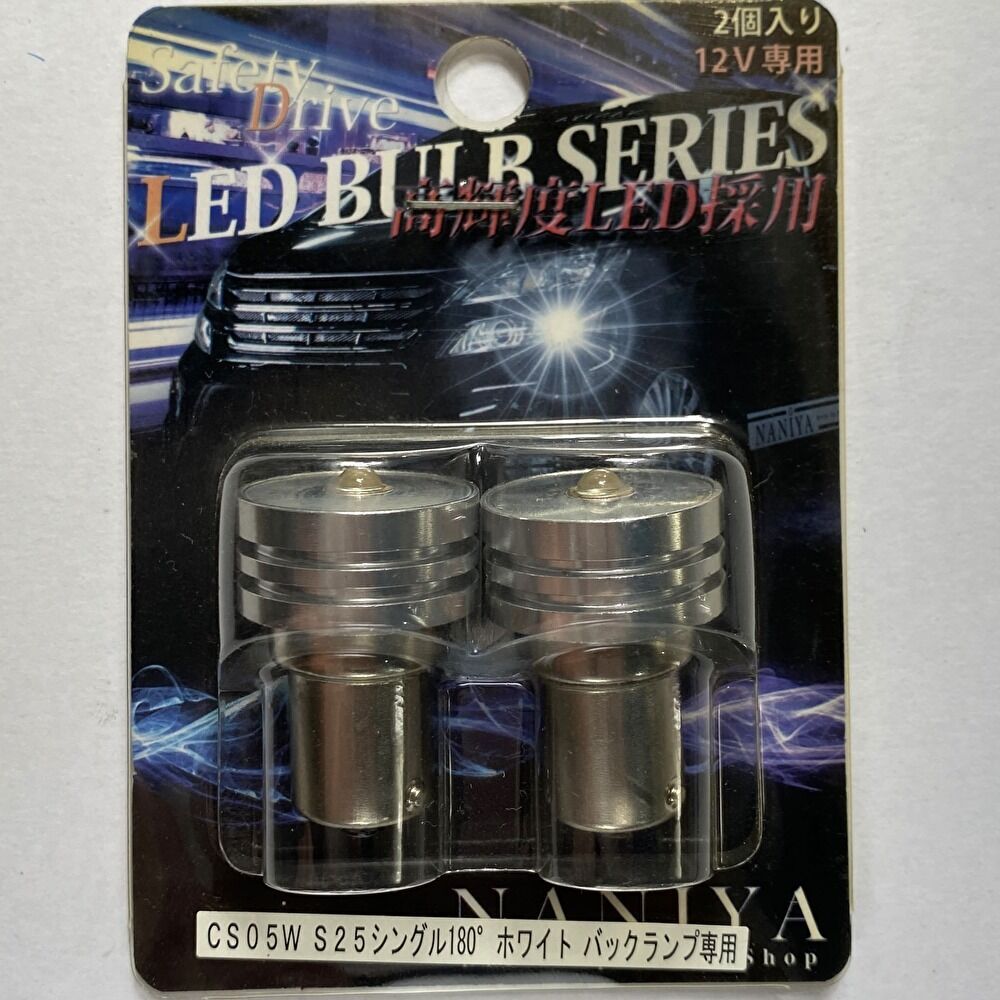 2個入り
12V専用
Safety
Drive
LED BULB SERIES
高輝度LED採用
NANIYA
NANIYA
Shop
CS05W S25シングル180° ホワイト バックランプ専用